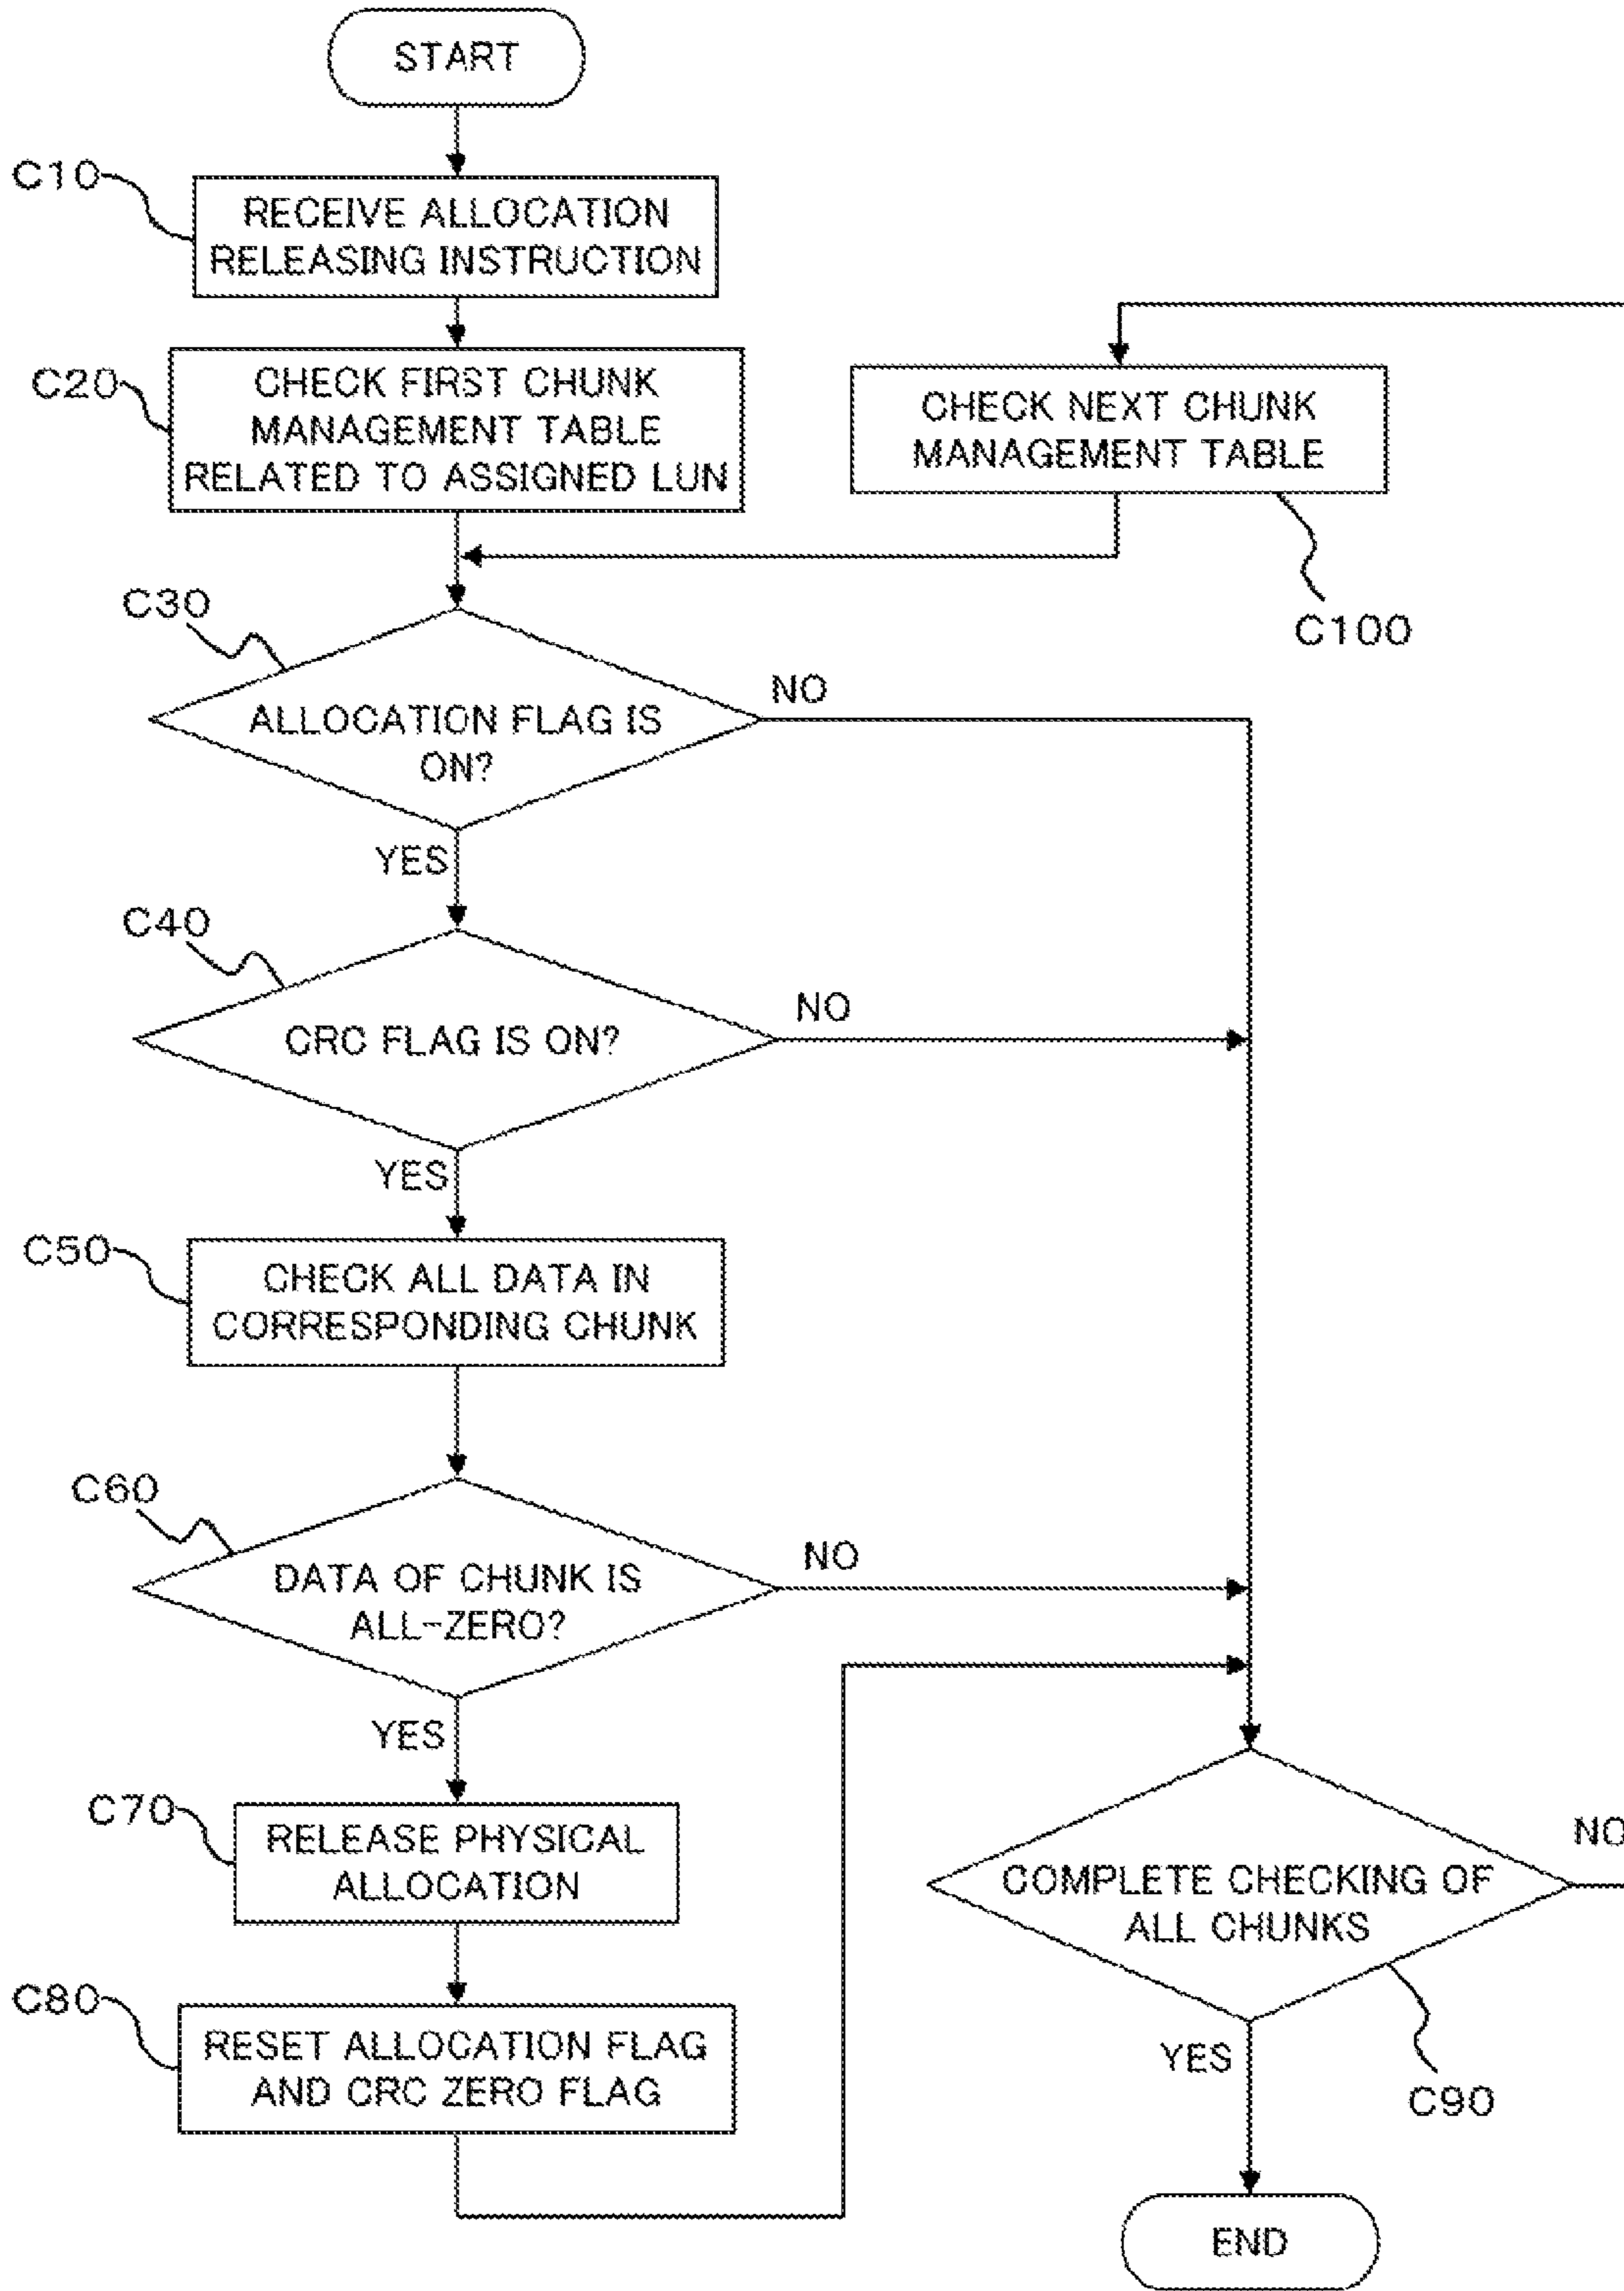 START
C10
RECEIVE ALLOCATION
RELEASING INSTRUCTION
C20
CHECK FIRST CHUNK
MANAGEMENT TABLE
RELATED TO ASSIGNED LUN
CHECK NEXT CHUNK
MANAGEMENT TABLE
C100
C30
ALLOCATION FLAG IS
ON?
NO
YES
C40
CRC FLAG IS ON?
NO
YES
C50
CHECK ALL DATA IN
CORRESPONDING CHUNK
C60
DATA OF CHUNK IS
ALL-ZERO?
NO
YES
C70
RELEASE PHYSICAL
ALLOCATION
C80
RESET ALLOCATION FLAG
AND CRC ZERO FLAG
COMPLETE CHECKING OF
ALL CHUNKS
NO
YES
C90
END